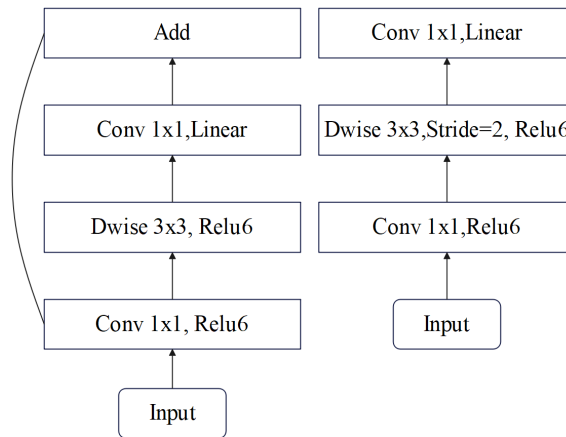 Add
Conv 1x1,Linear
Dwise 3x3, Relu6
Conv 1x1, Relu6
Input
Conv 1x1,Linear
Dwise 3x3,Stride=2, Relu6
Conv 1x1,Relu6
Input